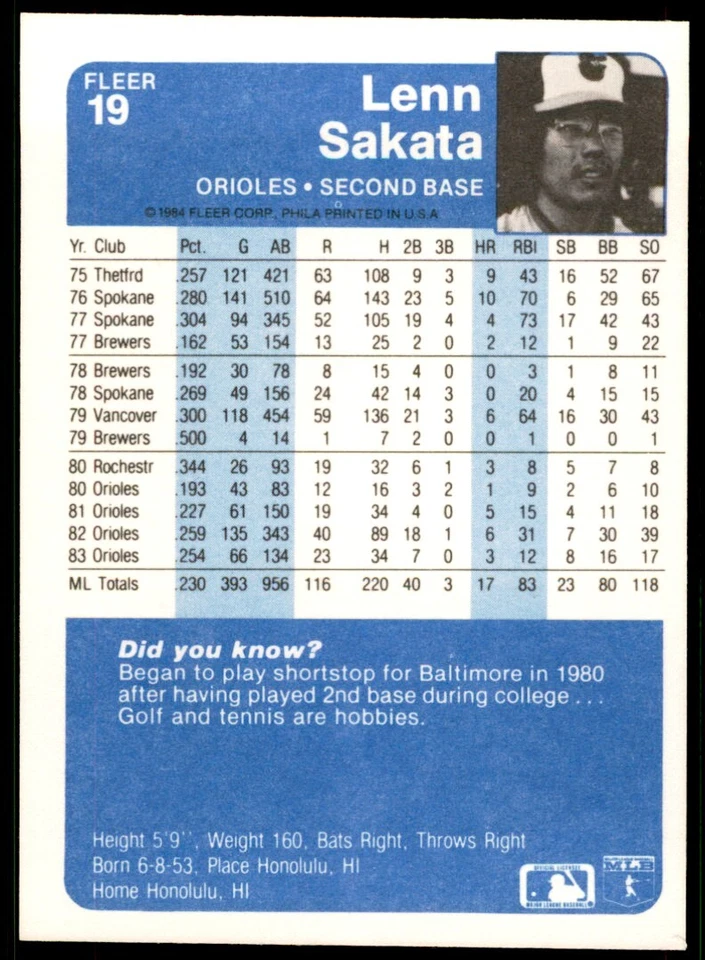 FLEER
19
Lenn
Sakata
ORIOLES • SECOND BASE
© 1984 FLEER CORP., PHILA PRINTED IN U.S.A
Yr. Club Pct. G AB R H 2B 3B HR RBI SB BB SO
75 Thetfrd .257 121 421 63 108 9 3 9 43 16 52 67
76 Spokane .280 141 510 64 143 23 5 10 70 6 29 65
77 Spokane .304 94 345 52 105 19 4 4 73 17 42 43
77 Brewers .162 53 154 13 25 2 0 2 12 1 9 22
78 Brewers .192 30 78 8 15 4 0 0 3 1 8 11
78 Spokane .269 49 156 24 42 14 3 0 20 4 15 15
79 Vancover .300 118 454 59 136 21 3 6 64 16 30 43
79 Brewers .500 4 14 1 7 2 0 0 1 0 0 1
80 Rochestr .344 26 93 19 32 6 1 3 8 5 7 8
80 Orioles .193 43 83 12 16 3 2 1 9 2 6 10
81 Orioles .227 61 150 19 34 4 0 5 15 4 11 18
82 Orioles .259 135 343 40 89 18 1 6 31 7 30 39
83 Orioles .254 66 134 23 34 7 0 3 12 8 16 17
ML Totals .230 393 956 116 220 40 3 17 83 23 80 118
Did you know?
Began to play shortstop for Baltimore in 1980
after having played 2nd base during college . . .
Golf and tennis are hobbies.
Height 5'9'', Weight 160, Bats Right, Throws Right
Born 6-8-53, Place Honolulu, HI
Home Honolulu, HI
OFFICIAL LICENSEE
MAJOR LEAGUE BASEBALL
MLB